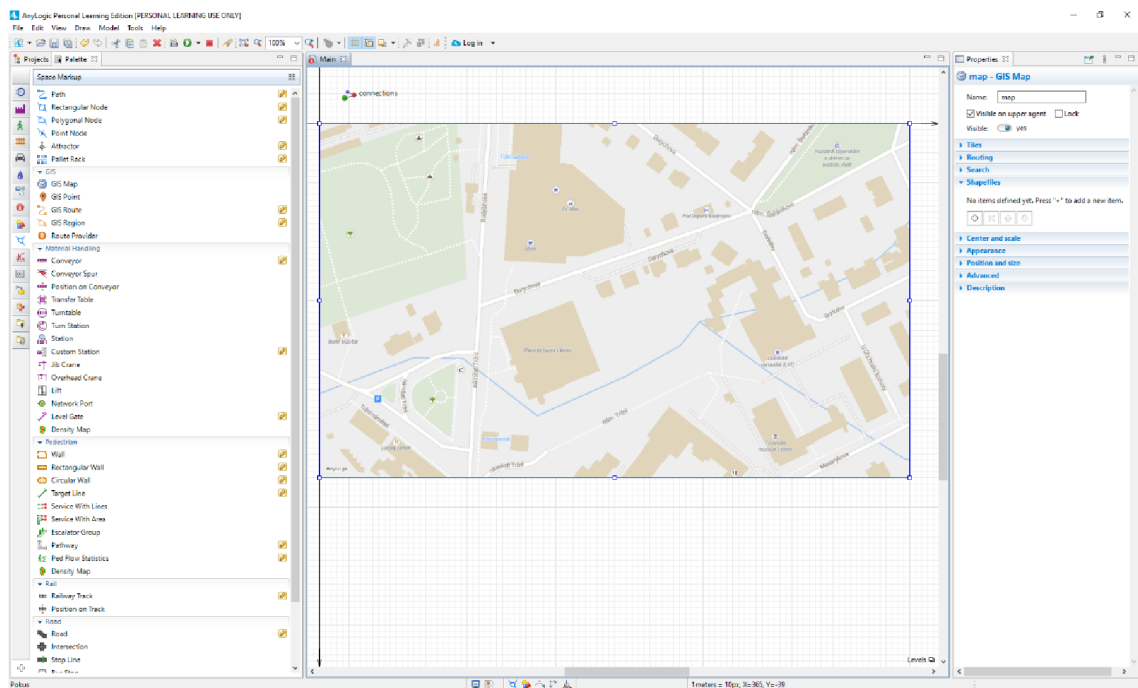 AnyLogic Personal Learning Edition [PERSONAL LEARNING USE ONLY]
File Edit View Draw Model Tools Help
100%
Log in
Projects Palette
Space Markup
Path
Rectangular Node
Polygonal Node
Point Node
Attractor
Pallet Rack
GIS
GIS Map
GIS Point
GIS Route
GIS Region
Route Provider
Material Handling
Conveyor
Conveyor Spur
Position on Conveyor
Transfer Table
Turntable
Turn Station
Station
Custom Station
Jib Crane
Overhead Crane
Lift
Network Port
Level Gate
Density Map
Pedestrian
Wall
Rectangular Wall
Circular Wall
Target Line
Service With Lines
Service With Area
Escalator Group
Pathway
Ped Flow Statistics
Density Map
Rail
Railway Track
Position on Track
Road
Road
Intersection
Stop Line
Pokus
Main
connections
Durychova
Durychova
Durychova
Masarykova
P
Levels
1 meters = 10px, X=365, Y=-39
Properties
map - GIS Map
Name: map
Visible on upper agent Lock
Visible: yes
Tiles
Routing
Search
Shapefiles
No items defined yet. Press "+" to add a new item.
Center and scale
Appearance
Position and size
Advanced
Description